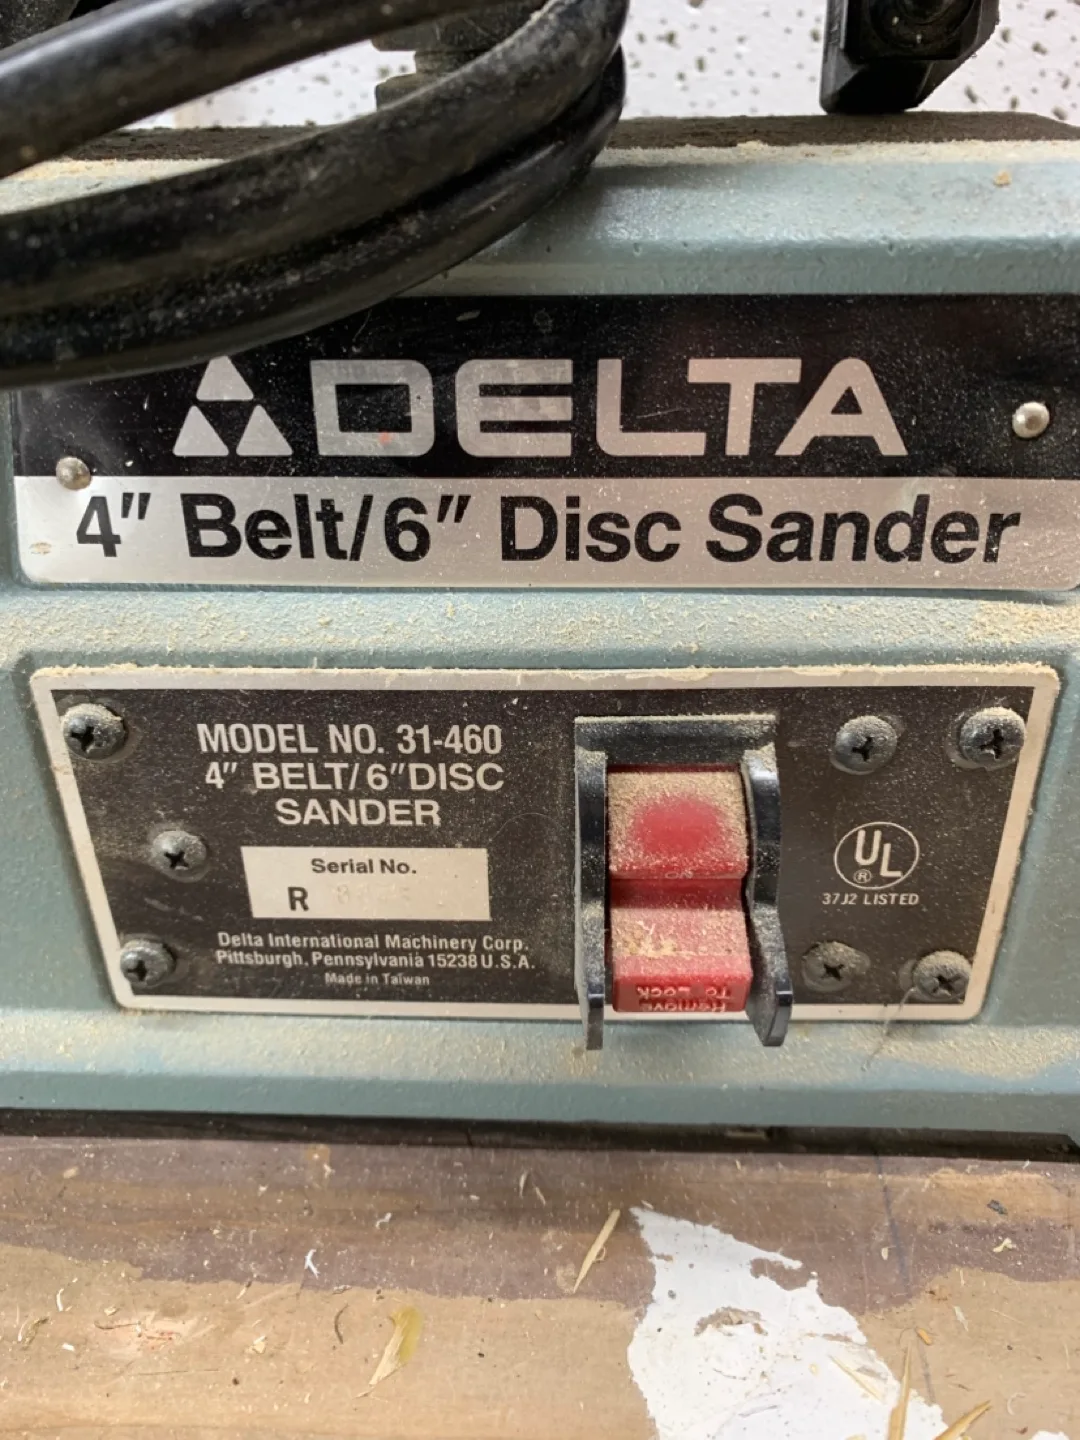 DELTA
4" Belt/6" Disc Sander
MODEL NO. 31-460
4" BELT/6" DISC
SANDER
Serial No.
R
Delta International Machinery Corp.
Pittsburgh, Pennsylvania 15238 U.S.A.
Made in Taiwan
ON
Remove
To Lock
UL
®
37J2 LISTED